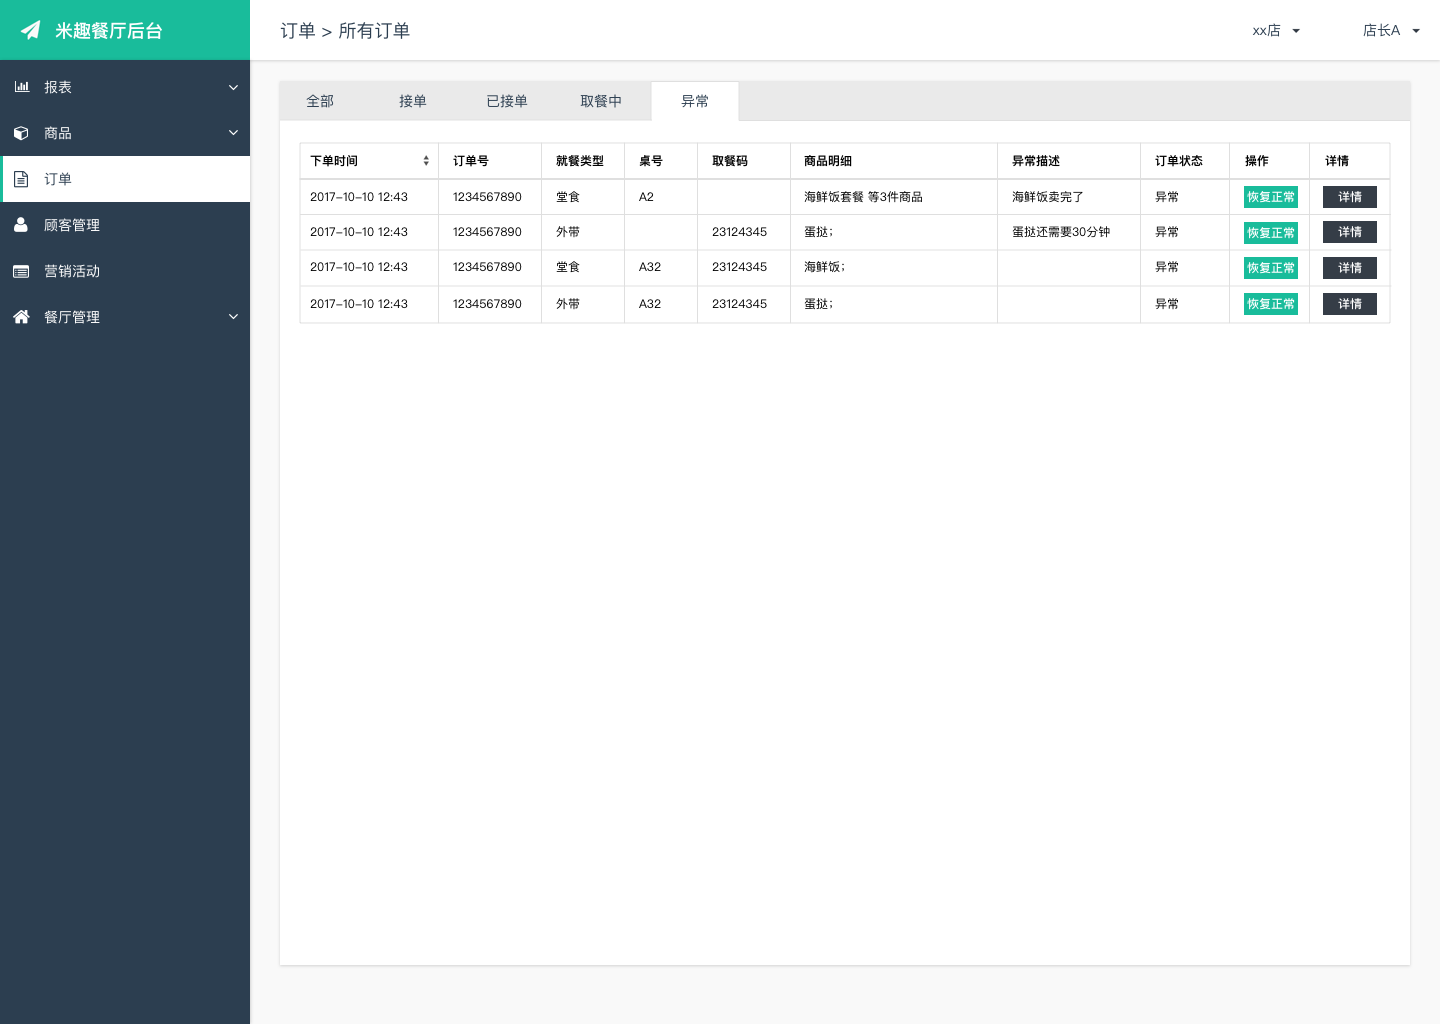 米趣餐厅后台
订单 > 所有订单
xx店
店长A
报表
商品
订单
顾客管理
营销活动
餐厅管理
全部 接单 已接单 取餐中 异常
下单时间 订单号 就餐类型 桌号 取餐码 商品明细 异常描述 订单状态 操作 详情
2017-10-10 12:43 1234567890 堂食 A2 海鲜饭套餐 等3件商品 海鲜饭卖完了 异常 恢复正常 详情
2017-10-10 12:43 1234567890 外带 23124345 蛋挞; 蛋挞还需要30分钟 异常 恢复正常 详情
2017-10-10 12:43 1234567890 堂食 A32 23124345 海鲜饭; 异常 恢复正常 详情
2017-10-10 12:43 1234567890 外带 A32 23124345 蛋挞; 异常 恢复正常 详情